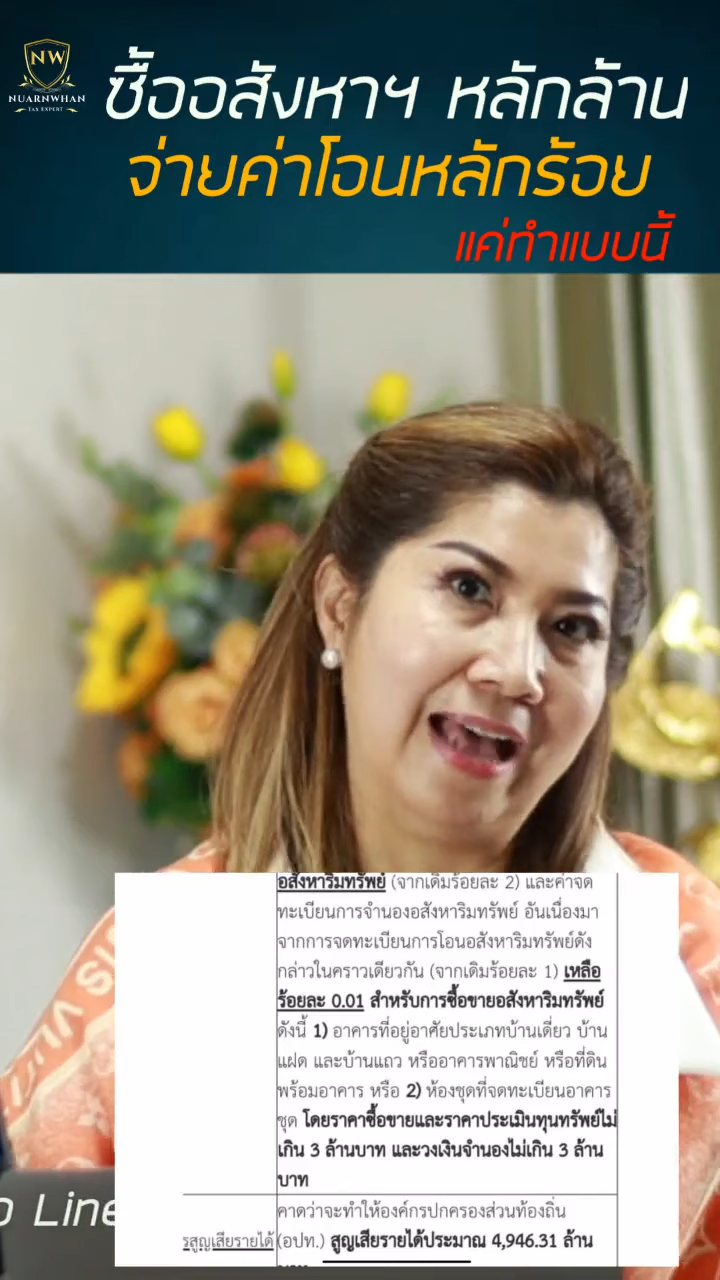 NW
NUARNWHAN
TAX EXPERT
ซื้ออสังหาฯ หลักล้าน
จ่ายค่าโอนหลักร้อย
แค่ทำแบบนี้
อสังหาริมทรัพย์ (จากเดิมร้อยละ 2) และค่าจด
ทะเบียนการจำนองอสังหาริมทรัพย์ อันเนื่องมา
จากการจดทะเบียนการโอนอสังหาริมทรัพย์ดัง
กล่าวในคราวเดียวกัน (จากเดิมร้อยละ 1) เหลือ
ร้อยละ 0.01 สำหรับการซื้อขายอสังหาริมทรัพย์
ดังนี้ 1) อาคารที่อยู่อาศัยประเภทบ้านเดี่ยว บ้าน
แฝด และบ้านแถว หรืออาคารพาณิชย์ หรือที่ดิน
พร้อมอาคาร หรือ 2) ห้องชุดที่จดทะเบียนอาคาร
ชุด โดยราคาซื้อขายและราคาประเมินทุนทรัพย์ไม่
เกิน 3 ล้านบาท และวงเงินจำนองไม่เกิน 3 ล้าน
บาท
คาดว่าจะทำให้องค์กรปกครองส่วนท้องถิ่น
รสูญเสียรายได้ (อปท.) สูญเสียรายได้ประมาณ 4,946.31 ล้าน
o Line